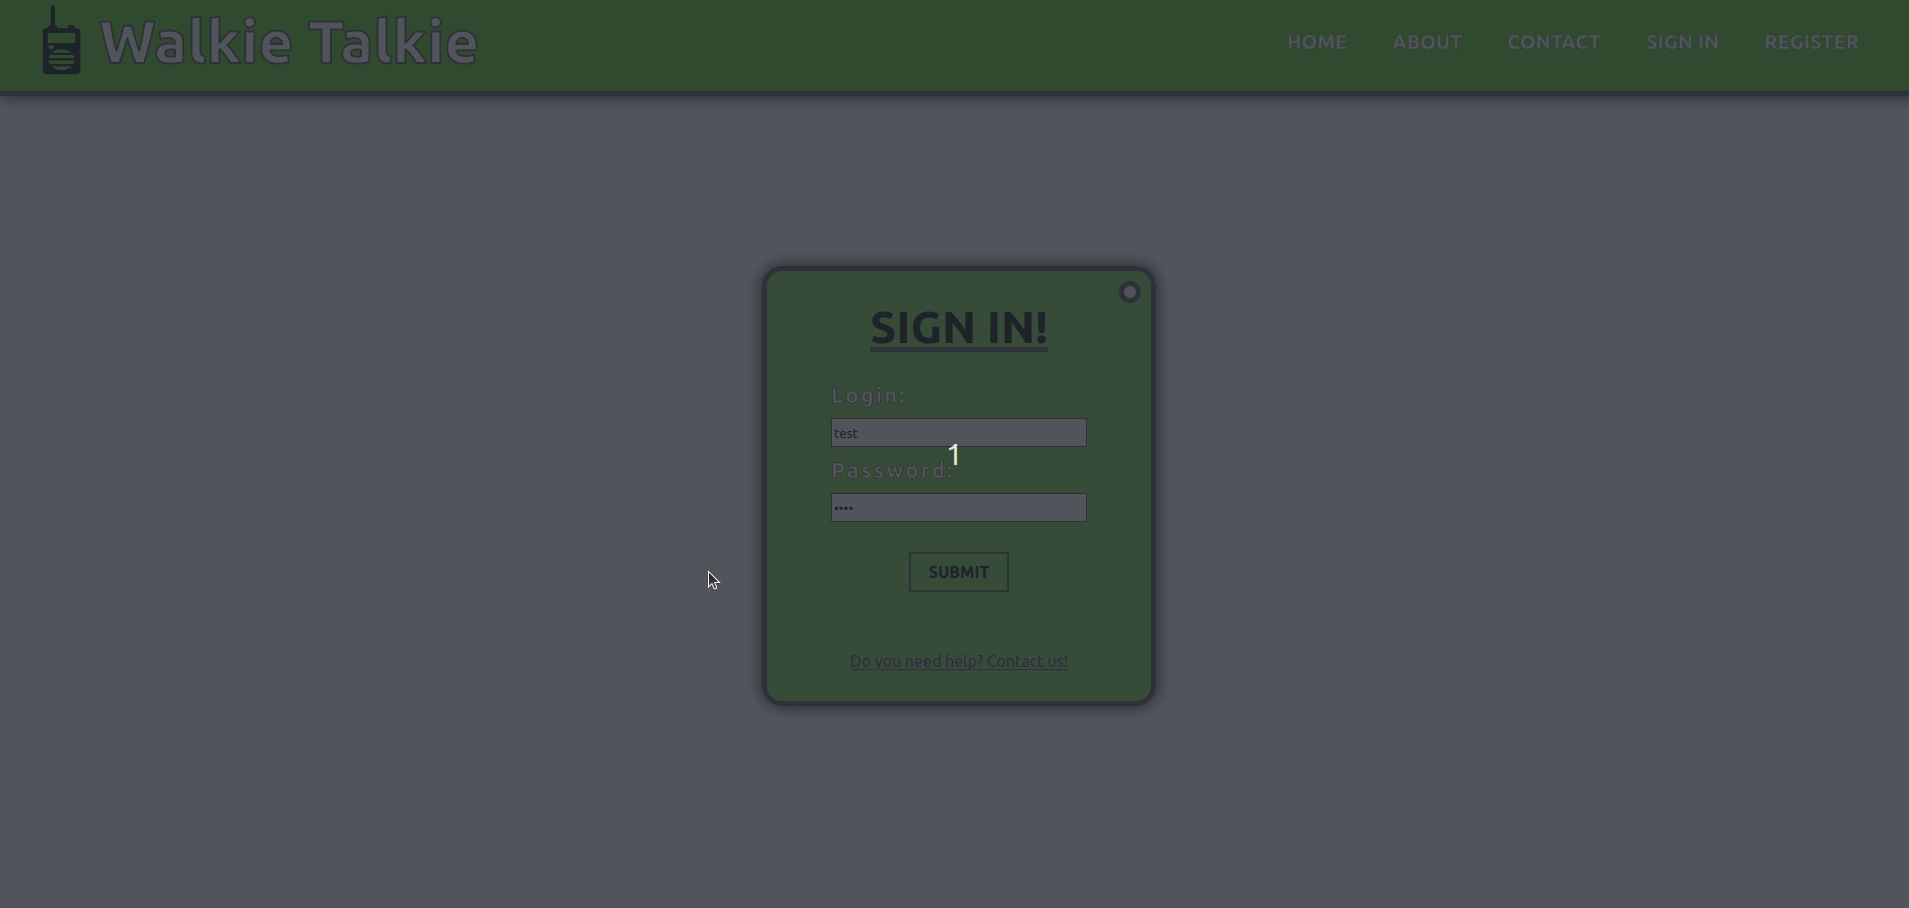 Walkie Talkie
HOME ABOUT CONTACT SIGN IN REGISTER
SIGN IN!
Login:
test
1
Password:
••••
SUBMIT
Do you need help? Contact us!